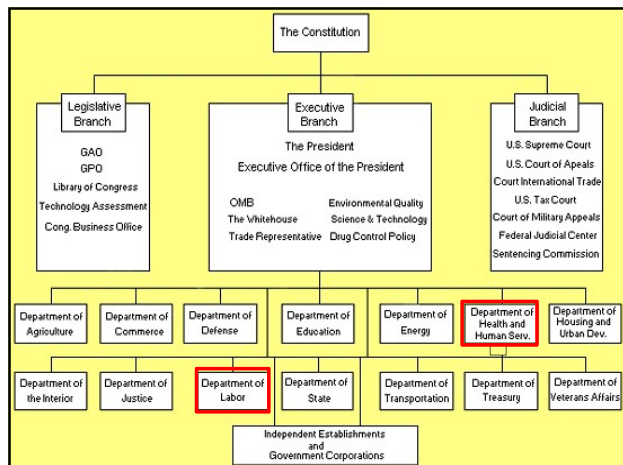 The Constitution
Legislative
Branch
GAO
GPO
Library of Congress
Technology Assessment
Cong. Business Office
Executive
Branch
The President
Executive Office of the President
OMB
Environmental Quality
The Whitehouse
Science & Technology
Trade Representative
Drug Control Policy
Judicial
Branch
U.S. Supreme Court
U.S. Court of Apeals
Court International Trade
U.S. Tax Court
Court of Military Appeals
Federal Judicial Center
Sentencing Commission
Department of
Agriculture
Department of
Commerce
Department of
Defense
Department of
Education
Department of
Energy
Department of
Health and
Human Serv.
Department of
Housing and
Urban Dev.
Department of
the Interior
Department of
Justice
Department of
Labor
Department of
State
Department of
Transportation
Department of
Treasury
Department of
Veterans Affairs
Independent Establishments
and
Government Corporations